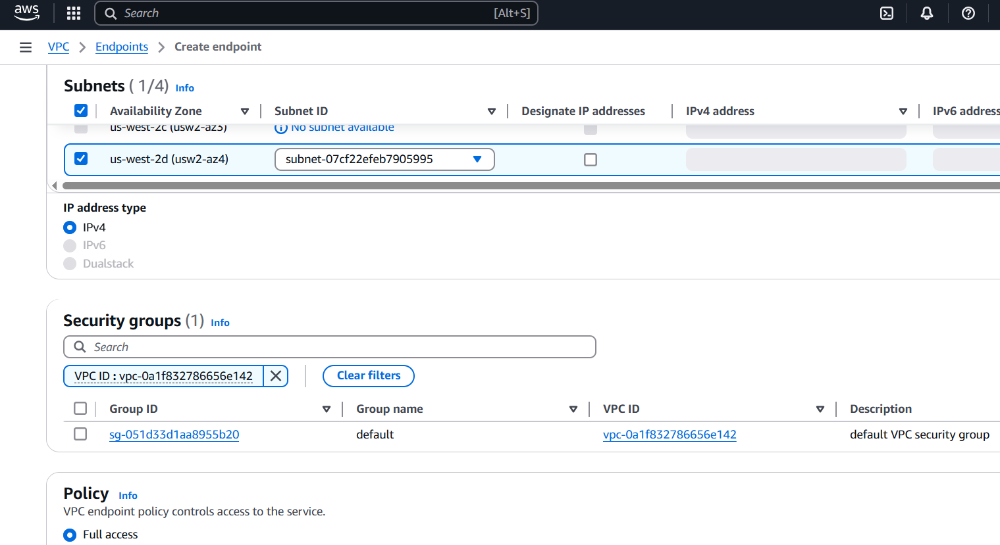 aws Search [Alt+S]
VPC > Endpoints > Create endpoint
Subnets ( 1/4) Info
Availability Zone Subnet ID Designate IP addresses IPv4 address IPv6 address
us-west-2c (usw2-az3) No subnet available
us-west-2d (usw2-az4) subnet-07cf22efeb7905995
IP address type
IPv4
IPv6
Dualstack
Security groups (1) Info
Search
VPC ID : vpc-0a1f832786656e142 Clear filters
Group ID Group name VPC ID Description
sg-051d33d1aa8955b20 default vpc-0a1f832786656e142 default VPC security group
Policy Info
VPC endpoint policy controls access to the service.
Full access